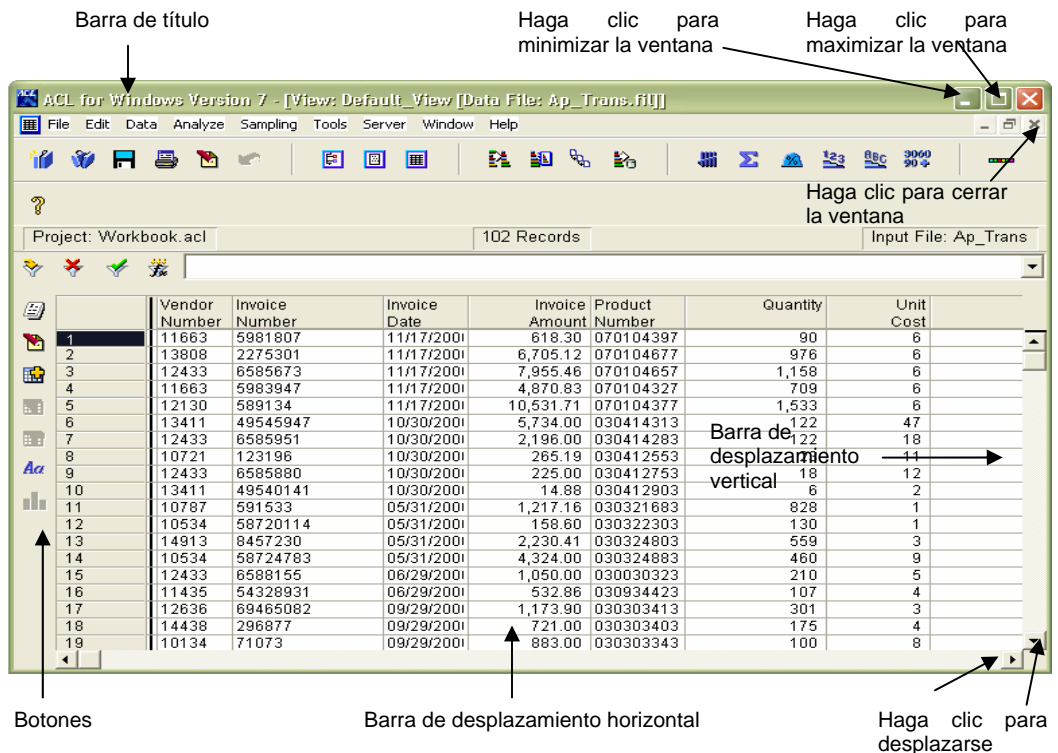 Barra de título
Haga clic para
minimizar la ventana
Haga clic para
maximizar la ventana
ACL for Windows Version 7 - [View: Default_View [Data File: Ap_Trans.fil]]
File Edit Data Analyze Sampling Tools Server Window Help
Haga clic para cerrar
la ventana
Project: Workbook.acl 102 Records Input File: Ap_Trans
Vendor Invoice Invoice Invoice Product Quantity Unit
Number Number Date Amount Number Cost
1 11663 5981807 11/17/200 618.30 070104397 90 6
2 13808 2275301 11/17/200 6,705.12 070104677 976 6
3 12433 6585673 11/17/200 7,955.46 070104657 1,158 6
4 11663 5983947 11/17/200 4,870.83 070104327 709 6
5 12130 589134 11/17/200 10,531.71 070104377 1,533 6
6 13411 49545947 10/30/200 5,734.00 030414313 122 47
7 12433 6585951 10/30/200 2,196.00 030414283 122 18
8 10721 123196 10/30/200 265.19 030412553 23 11
9 12433 6585880 10/30/200 225.00 030412753 18 12
10 13411 49540141 10/30/200 14.88 030412903 6 2
11 10787 591533 05/31/200 1,217.16 030321683 828 1
12 10534 58720114 05/31/200 158.60 030322303 130 1
13 14913 8457230 05/31/200 2,230.41 030324803 559 3
14 10534 58724783 05/31/200 4,324.00 030324883 460 9
15 12433 6588155 06/29/200 1,050.00 030030323 210 5
16 11435 54328931 06/29/200 532.86 030934423 107 4
17 12636 69465082 09/29/200 1,173.90 030303413 301 3
18 14438 296877 09/29/200 721.00 030303403 175 4
19 10134 71073 09/29/200 883.00 030303343 100 8
Barra de
desplazamiento
vertical
Botones
Barra de desplazamiento horizontal
Haga clic para
desplazarse